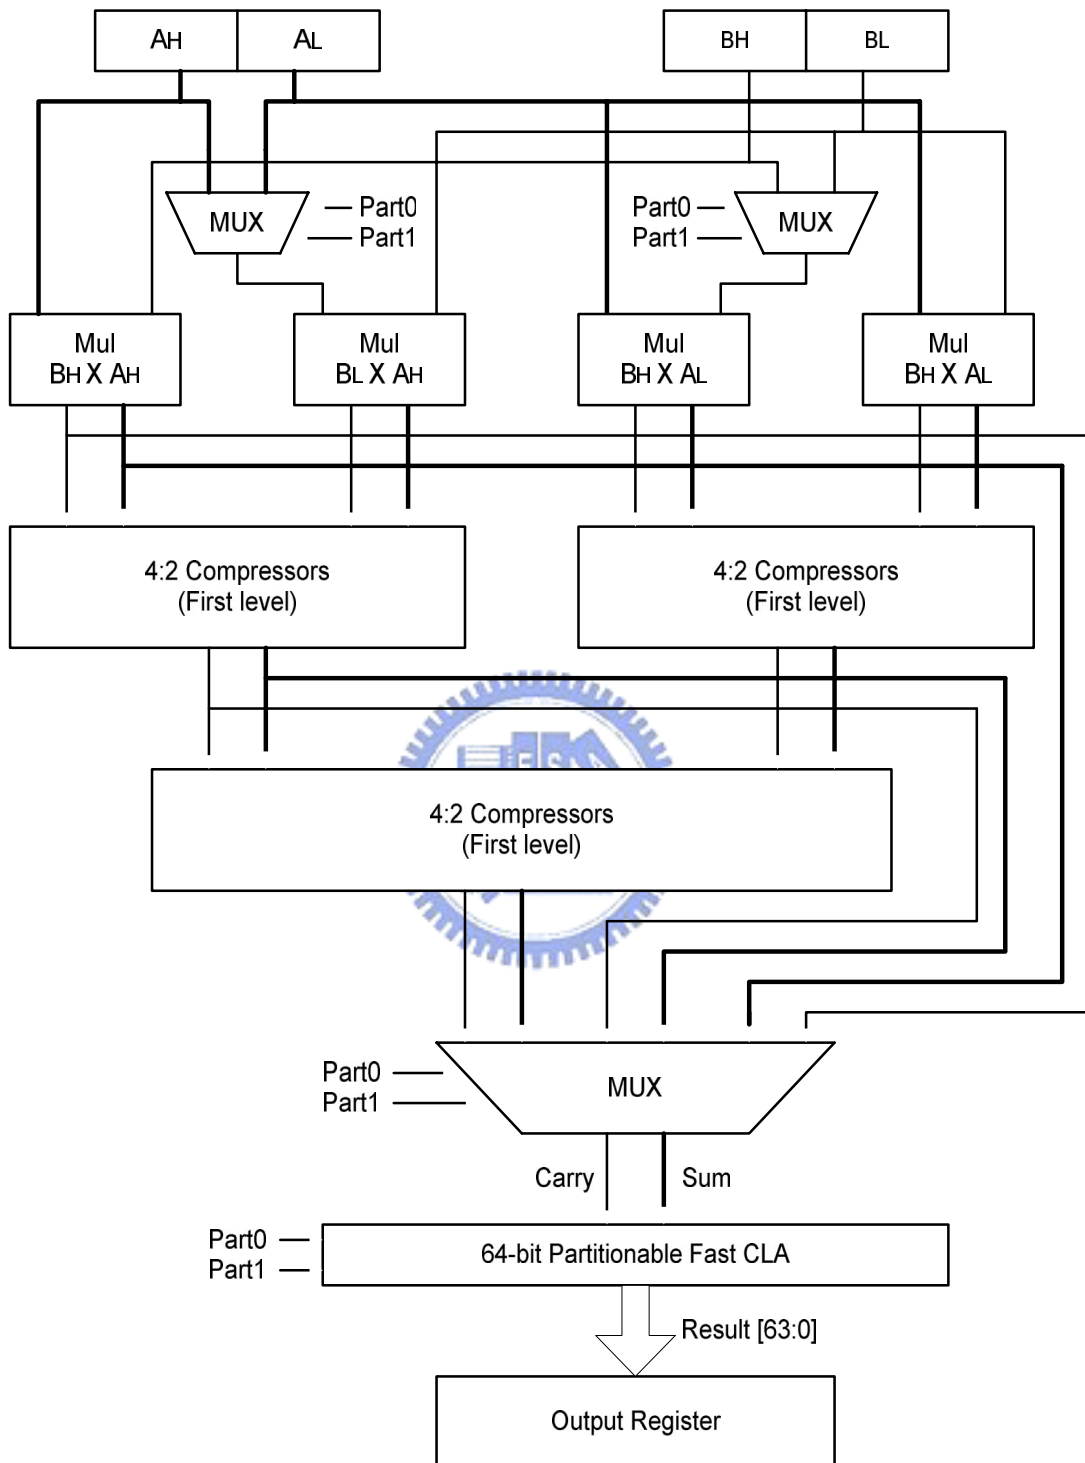 AH AL BH BL
MUX
Part0
Part1
Part0
Part1
MUX
Mul
BH X AH
Mul
BL X AH
Mul
BH X AL
Mul
BH X AL
4:2 Compressors
(First level)
4:2 Compressors
(First level)
4:2 Compressors
(First level)
Part0
Part1
MUX
Carry
Sum
Part0
Part1
64-bit Partitionable Fast CLA
Result [63:0]
Output Register